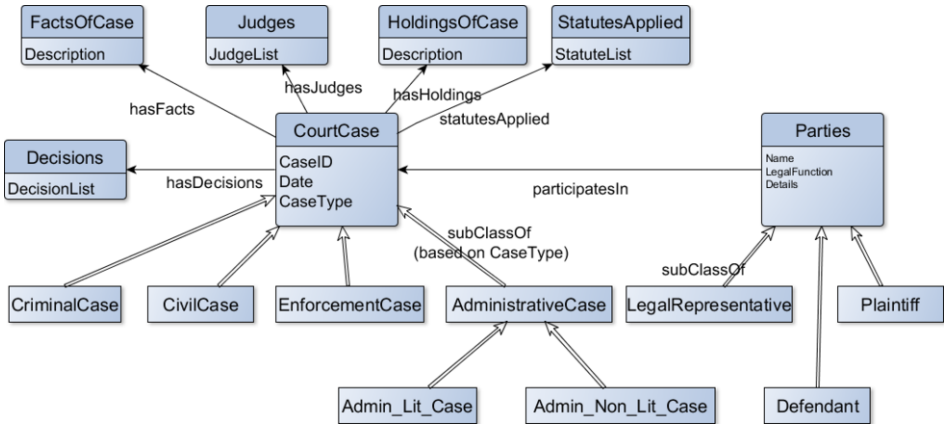 FactsOfCase
Description
Judges
JudgeList
HoldingsOfCase
Description
StatutesApplied
StatuteList
hasFacts
hasJudges
hasHoldings
statutesApplied
Decisions
DecisionList
hasDecisions
CourtCase
CaseID
Date
CaseType
participatesIn
Parties
Name
LegalFunction
Details
subClassOf
(based on CaseType)
subClassOf
CriminalCase
CivilCase
EnforcementCase
AdministrativeCase
LegalRepresentative
Plaintiff
Admin_Lit_Case
Admin_Non_Lit_Case
Defendant